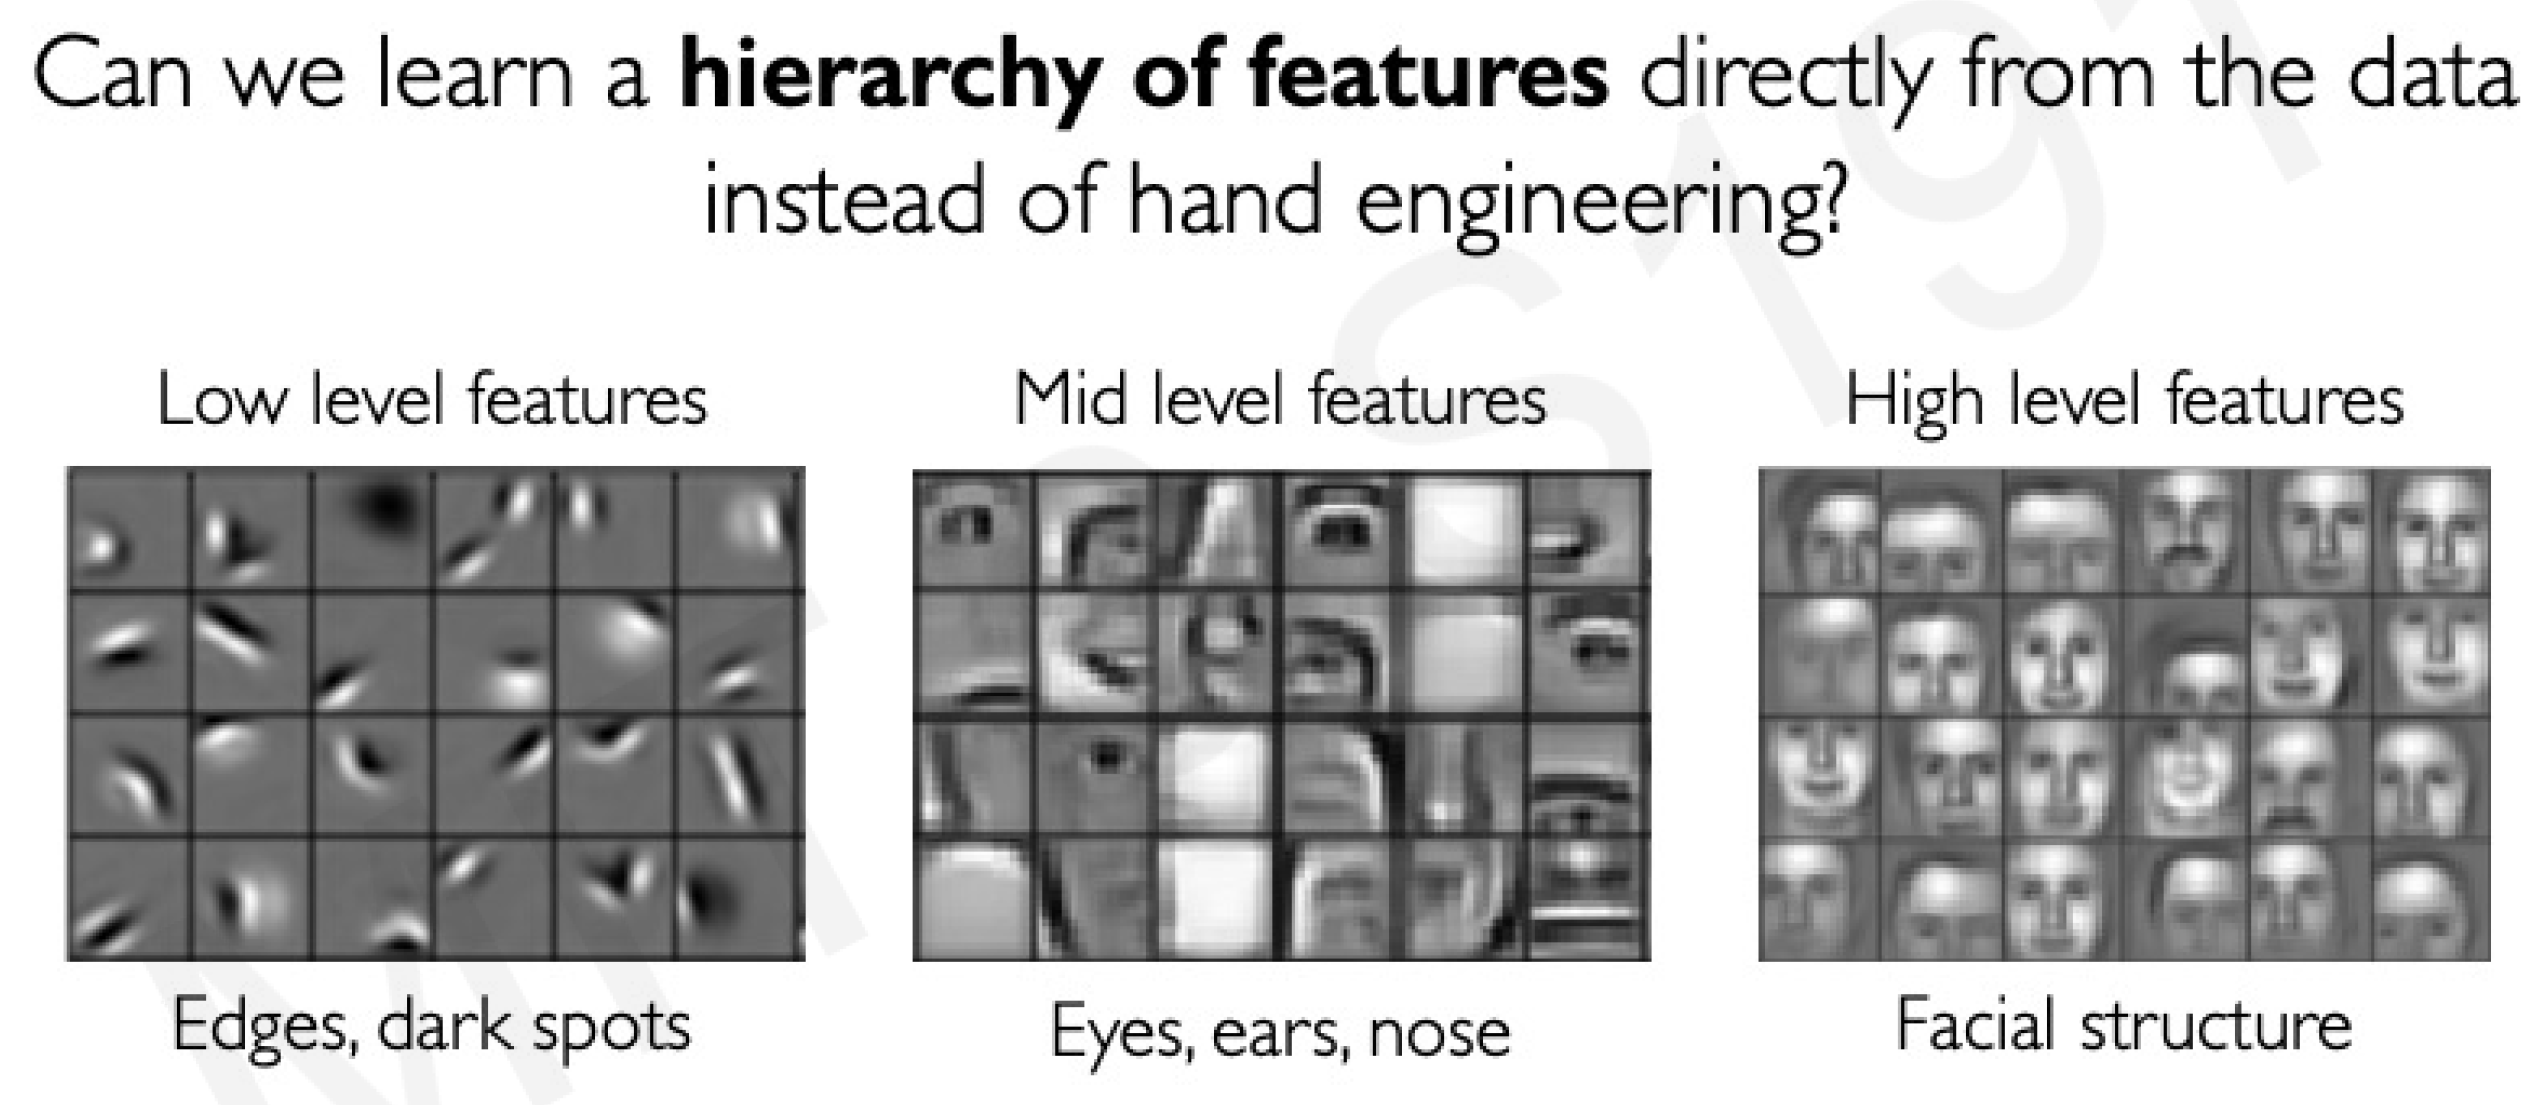 Can we learn a hierarchy of features directly from the data
instead of hand engineering?
Low level features
Mid level features
High level features
Edges, dark spots
Eyes, ears, nose
Facial structure